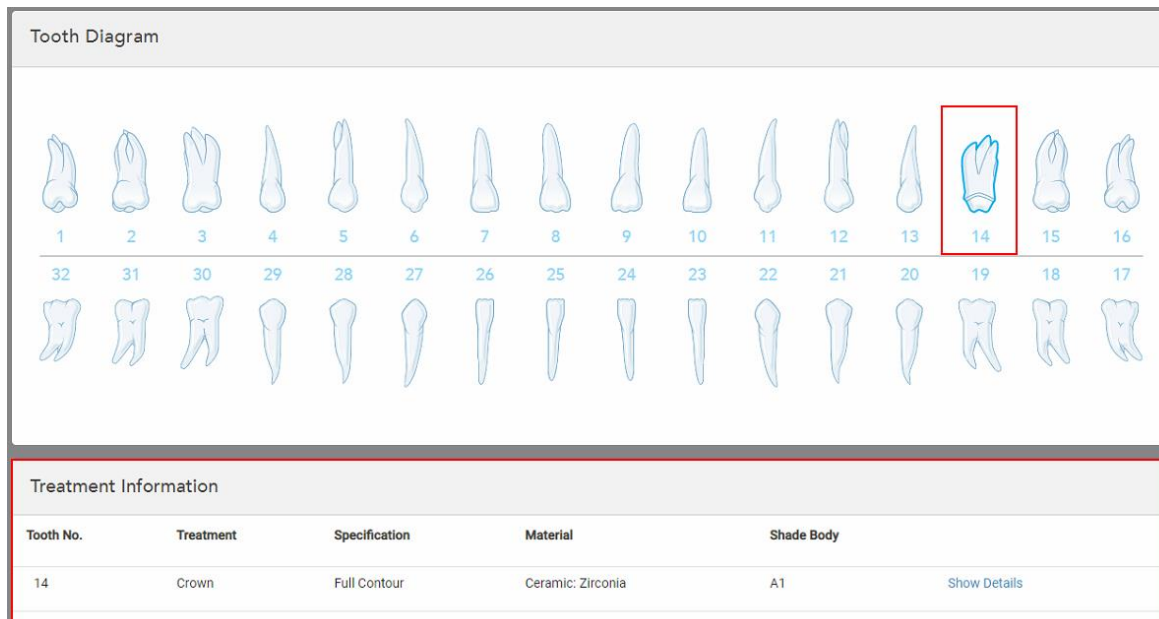 Tooth Diagram
1 2 3 4 5 6 7 8 9 10 11 12 13 14 15 16
32 31 30 29 28 27 26 25 24 23 22 21 20 19 18 17
Treatment Information
Tooth No. Treatment Specification Material Shade Body
14 Crown Full Contour Ceramic: Zirconia A1 Show Details